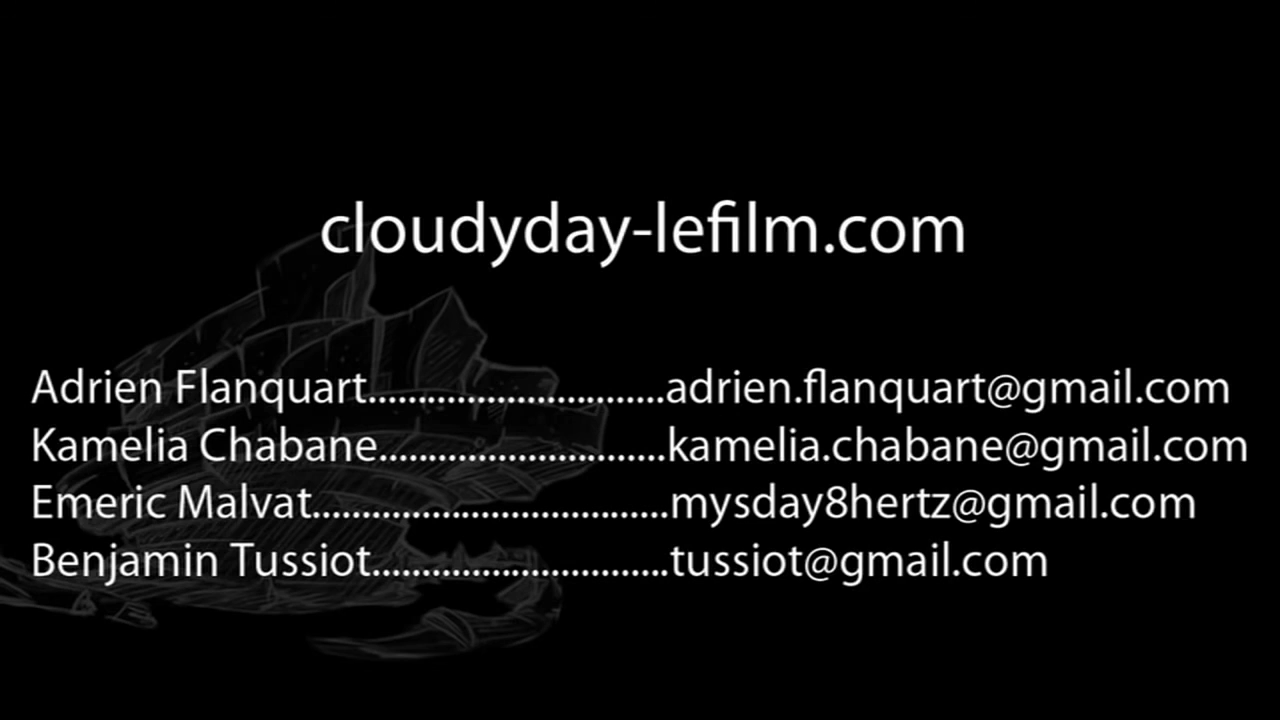 cloudyday-lefilm.com
Adrien Flanquart.............................adrien.flanquart@gmail.com
Kamelia Chabane............................kamelia.chabane@gmail.com
Emeric Malvat...................................mysday8hertz@gmail.com
Benjamin Tussiot.............................tussiot@gmail.com